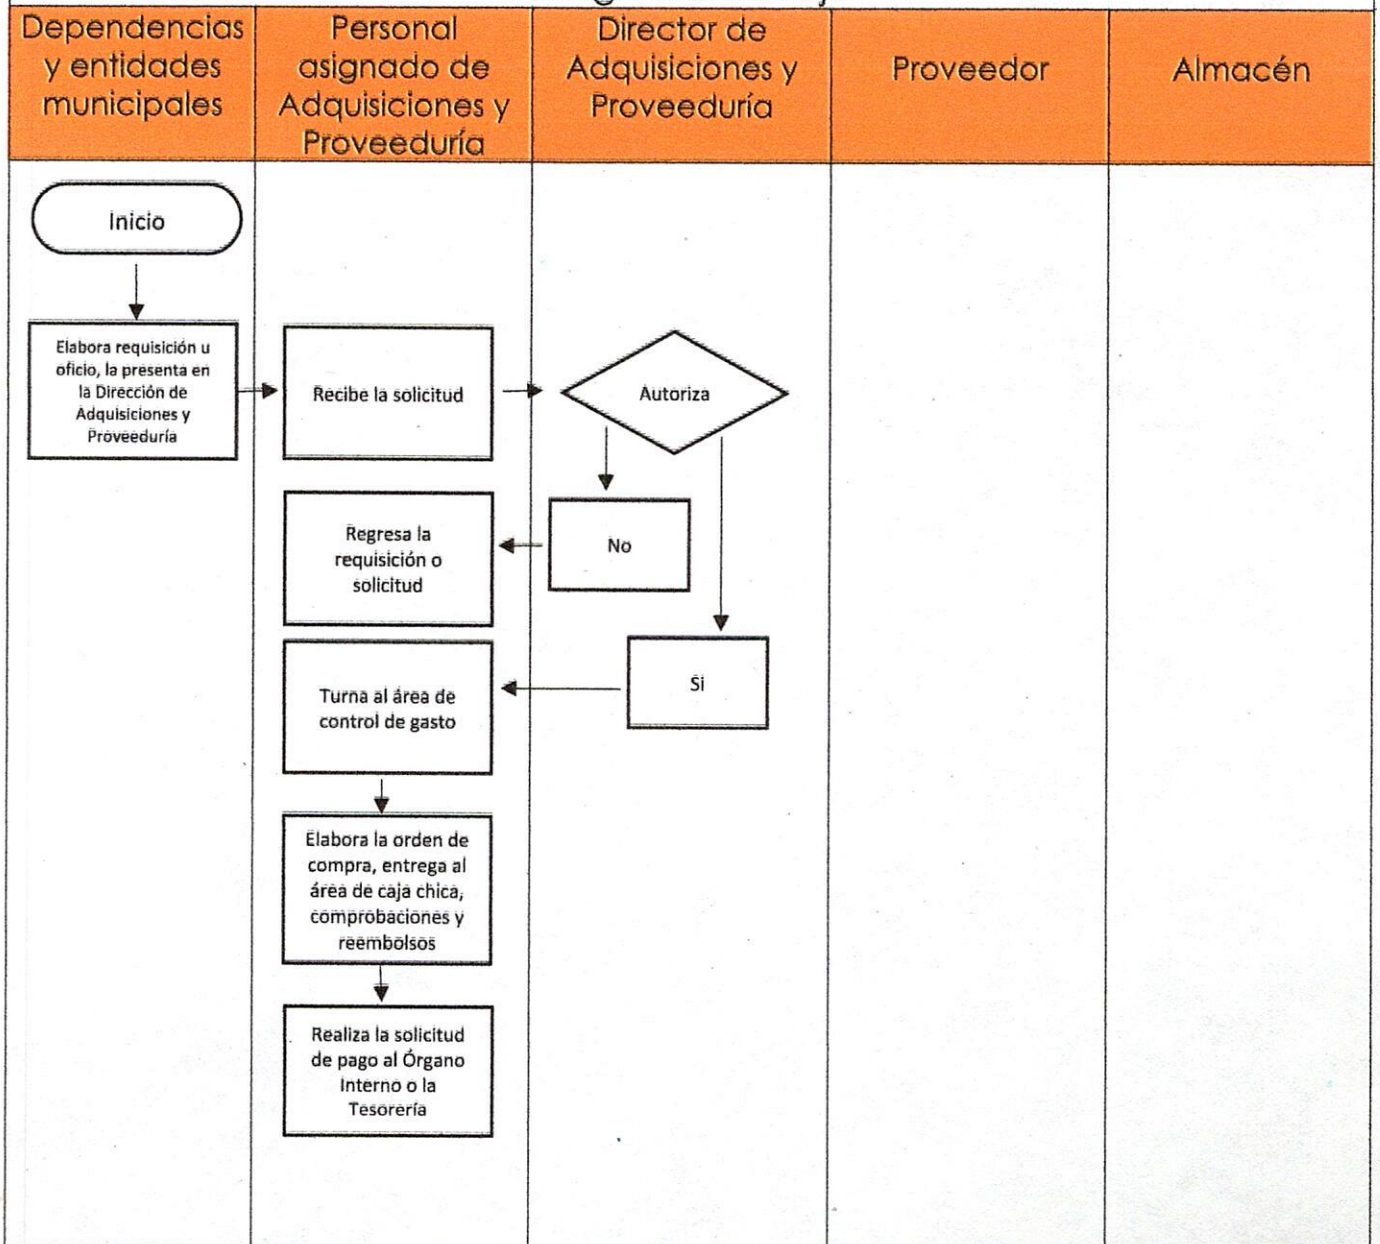 Dependencias
y entidades
municipales
Personal
asignado de
Adquisiciones y
Proveeduría
Director de
Adquisiciones y
Proveeduría
Proveedor
Almacén
Inicio
Elabora requisición u
oficio, la presenta en
la Dirección de
Adquisiciones y
Proveeduría
Recibe la solicitud
Autoriza
Regresa la
requisición o
solicitud
No
Turna al área de
control de gasto
Si
Elabora la orden de
compra, entrega al
área de caja chica,
comprobaciones y
reembolsos
Realiza la solicitud
de pago al Órgano
Interno o la
Tesorería